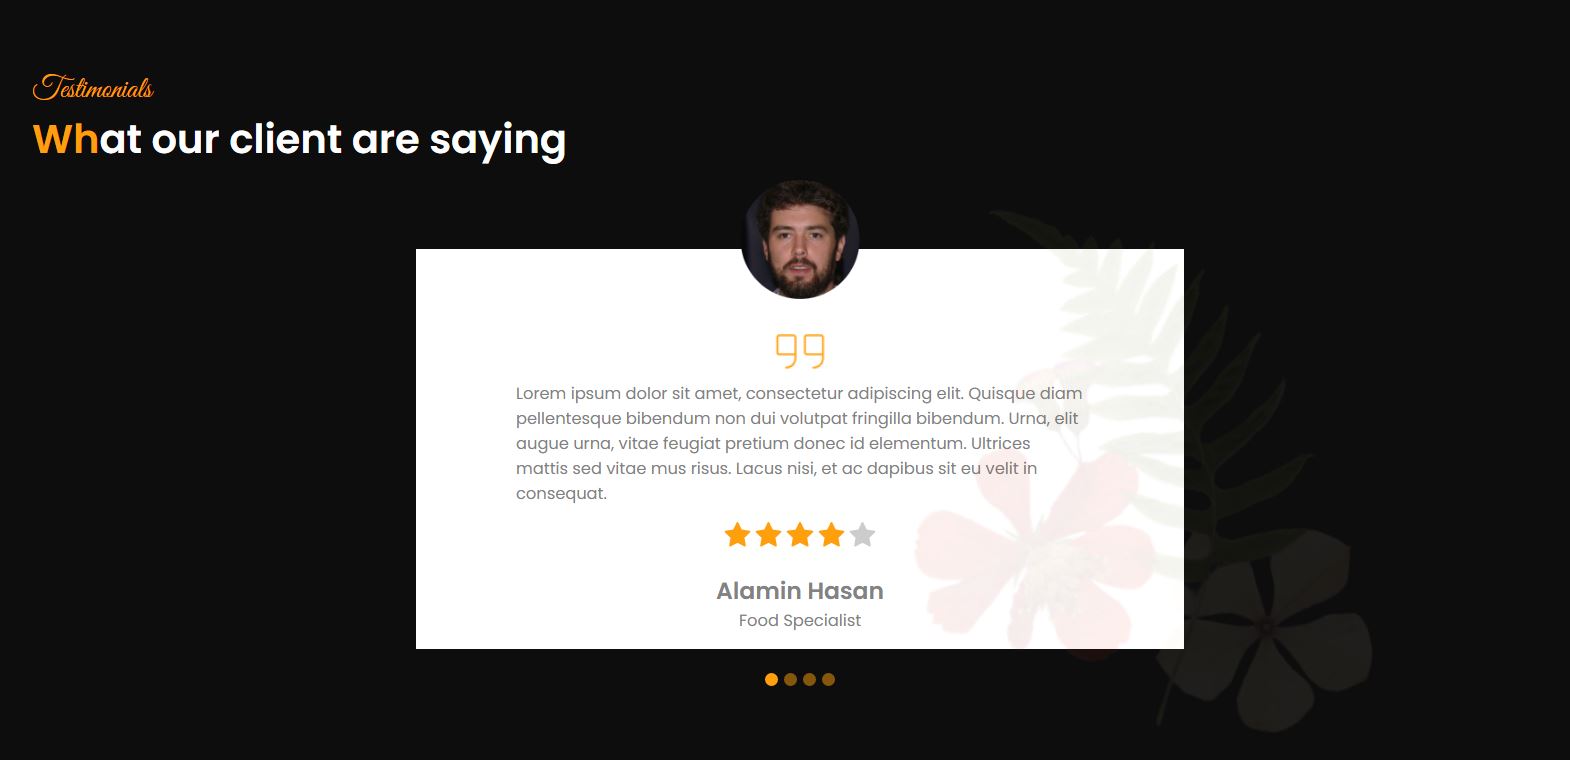 Testimonials
What our client are saying
Lorem ipsum dolor sit amet, consectetur adipiscing elit. Quisque diam
pellentesque bibendum non dui volutpat fringilla bibendum. Urna, elit
augue urna, vitae feugiat pretium donec id elementum. Ultrices
mattis sed vitae mus risus. Lacus nisi, et ac dapibus sit eu velit in
consequat.
Alamin Hasan
Food Specialist